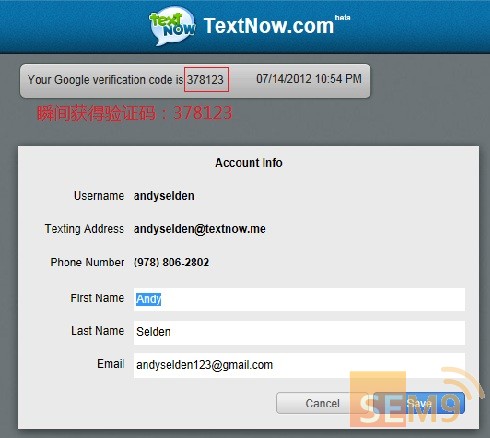 text NOW TextNow.com beta
Your Google verification code is 378123 07/14/2012 10:54 PM
瞬间获得验证码：378123
Account Info
Username andyselden
Texting Address andyselden@textnow.me
Phone Number (978) 806-2802
First Name Andy
Last Name Selden
Email andyselden123@gmail.com
Cancel Save
SEM9